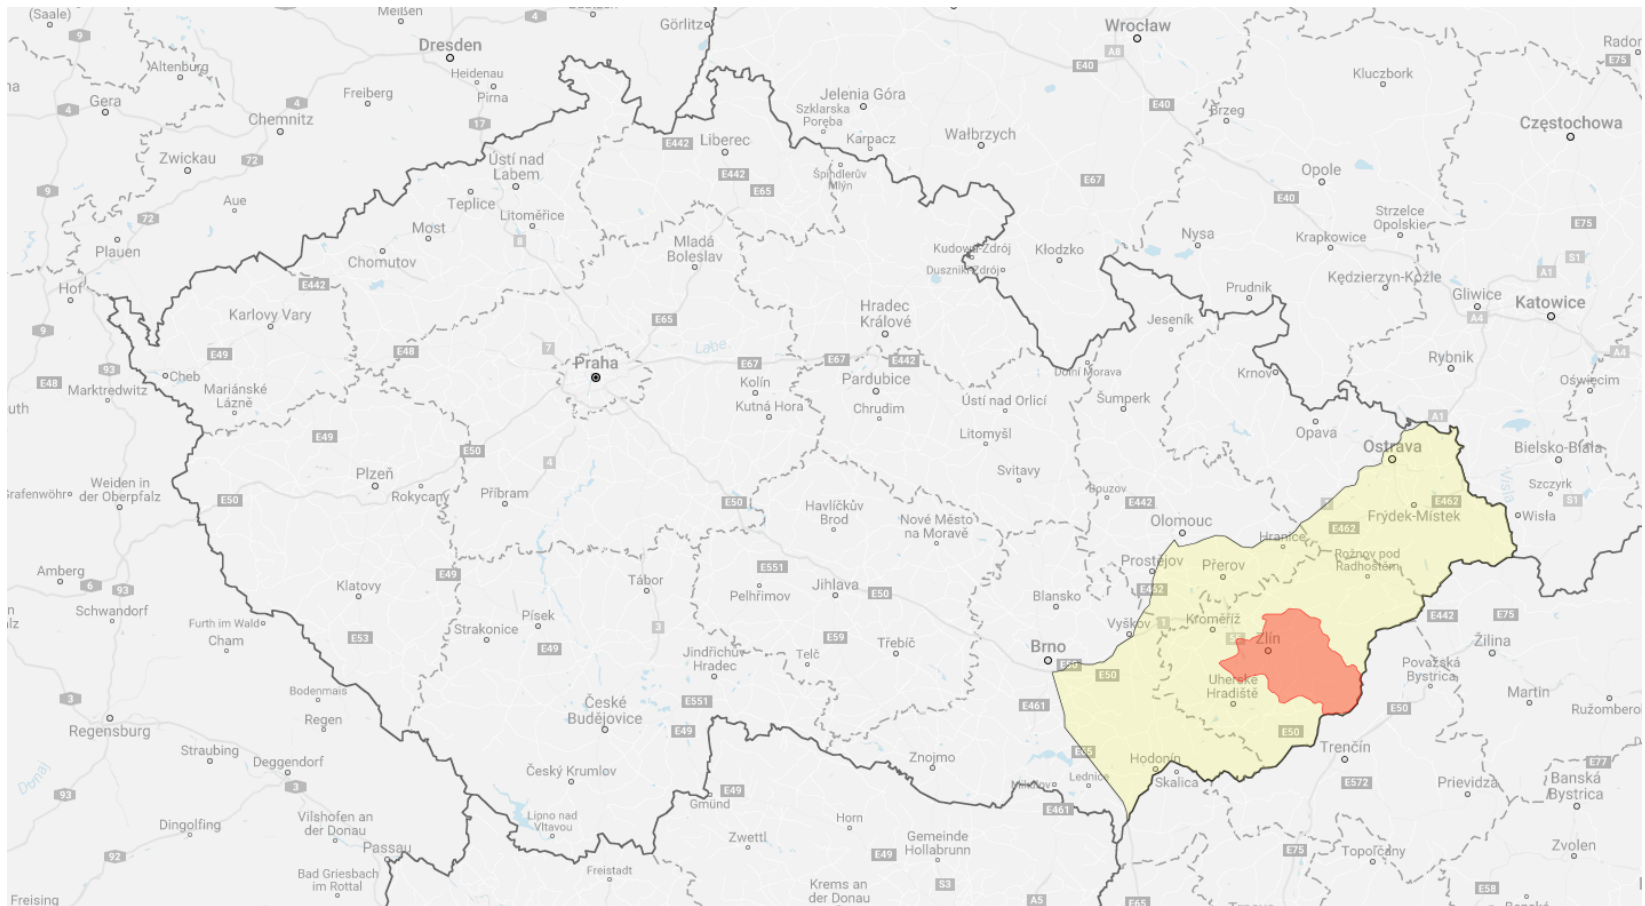 (Saale)
Meißen
Görlitz
Wrocław
Dresden
Radom
Altenburg
Heidenau
Pirna
Kluczbork
Gera
Freiberg
Jelenia Góra
Szklarska
Poręba
Brzeg
Chemnitz
Karpacz
Wałbrzych
Częstochowa
Liberec
Zwickau
Ústí nad
Labem
Špindlerův
Mlýn
Opole
Aue
Teplice
Litoměřice
Strzelce
Opolskie
Most
Plauen
Chomutov
Mladá
Boleslav
Kudowa-Zdrój
Kłodzko
Nysa
Krapkowice
Duszniki-Zdrój
Kędzierzyn-Koźle
Hof
Prudnik
Gliwice
Katowice
Karlovy Vary
Hradec
Králové
Jeseník
Labe
Praha
Rybnik
Cheb
Marktredwitz
Mariánské
Lázně
Kolín
Pardubice
Dolní Morava
Krnov
Oświęcim
uth
Kutná Hora
Chrudim
Ústí nad Orlicí
Šumperk
Litomyšl
Opava
Ostrava
Bielsko-Biała
Plzeň
Svitavy
Weiden in
der Oberpfalz
Grafenwöhr
Rokycany
Příbram
Bouzov
Wisła
Szczyrk
Havlíčkův
Brod
Nové Město
na Moravě
Olomouc
Frýdek-Místek
Wisła
Hranice
Rožnov pod
Radhoštěm
Prostějov
Přerov
Amberg
Klatovy
Tábor
Pelhřimov
Jihlava
Blansko
Schwandorf
Furth im Wald
Cham
Písek
Strakonice
Vyškov
Kroměříž
Zlín
Žilina
Jindřichův
Hradec
Telč
Třebíč
Brno
Považská
Bystrica
Uherské
Hradiště
Bodenmais
Regen
Martin
Ružomberok
České
Budějovice
Regensburg
Straubing
Deggendorf
Znojmo
Hodonín
Trenčín
Český Krumlov
Mikulov
Lednice
Skalica
Prievidza
Banská
Bystrica
Dunaj
Gmünd
Lipno nad
Vltavou
Vilshofen an
der Donau
Dingolfing
Horn
Zwettl
Gemeinde
Hollabrunn
Passau
Topoľčany
Zvolen
Bad Griesbach
im Rottal
Freistadt
Krems an
der Donau
Freising